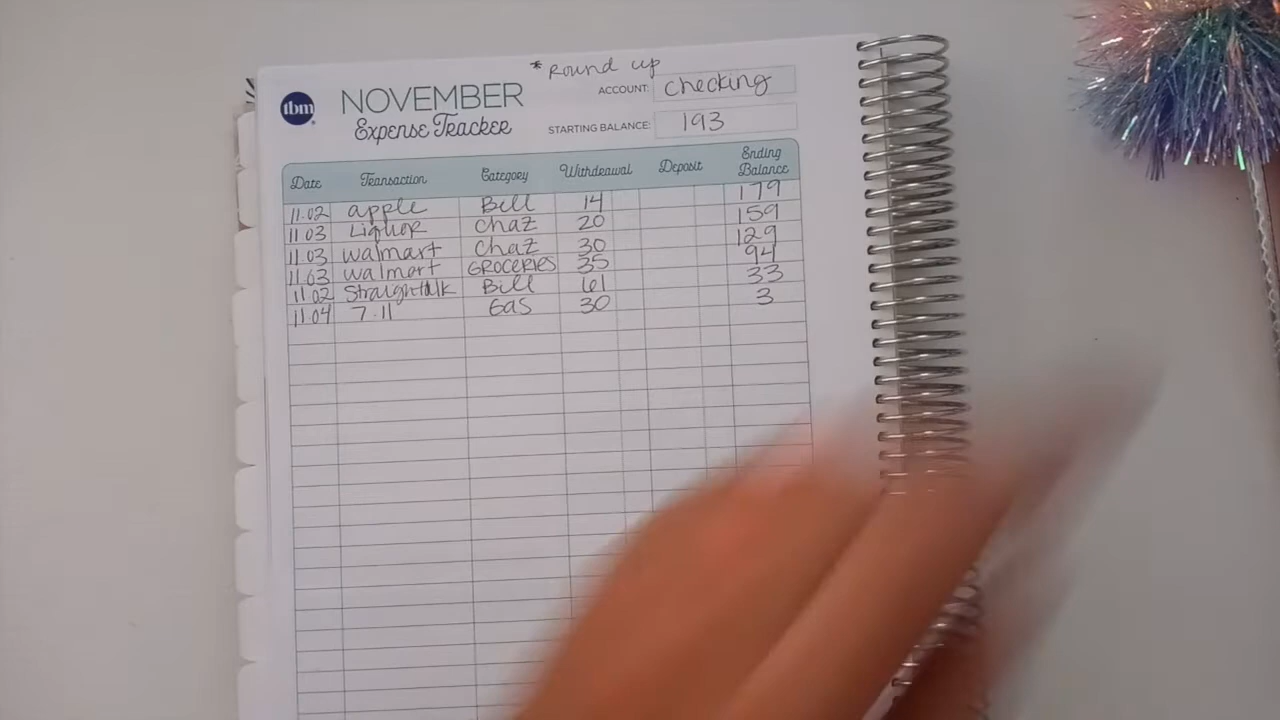 * Round up
tbm NOVEMBER ACCOUNT: checking
Expense Tracker STARTING BALANCE: 193
Date Transaction Category Withdrawal Deposit Ending Balance
11.02 apple Bill 14 179
11.03 Liquor Chaz 20 159
11.03 walmart Chaz 30 129
11.03 walmart GROCERIES 35 94
11.02 Straightalk Bill 61 33
11.04 7.11 Gas 30 3